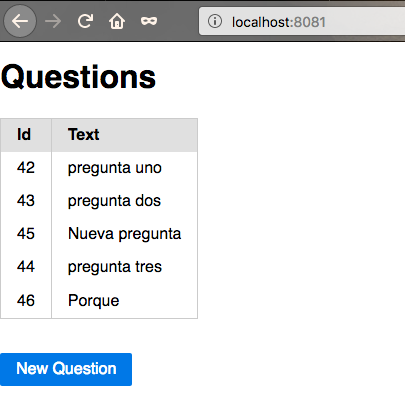 localhost:8081
Questions
Id Text
42 pregunta uno
43 pregunta dos
45 Nueva pregunta
44 pregunta tres
46 Porque
New Question